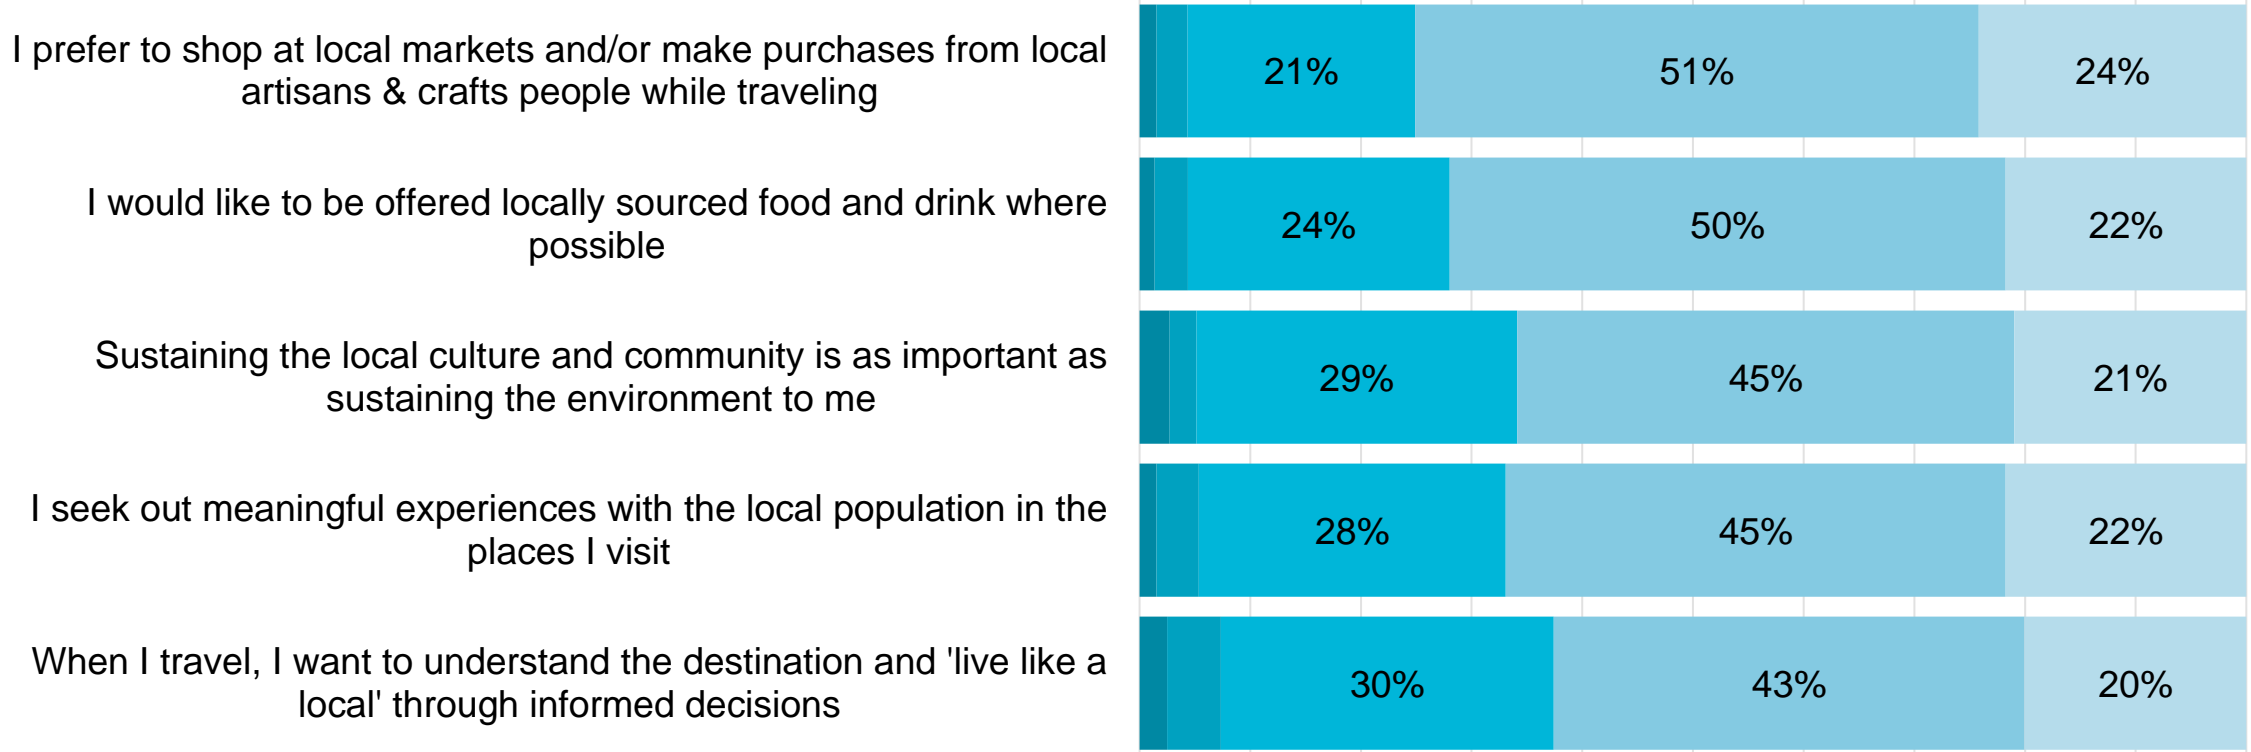 I prefer to shop at local markets and/or make purchases from local
artisans & crafts people while traveling
21% 51% 24%
I would like to be offered locally sourced food and drink where
possible
24% 50% 22%
Sustaining the local culture and community is as important as
sustaining the environment to me
29% 45% 21%
I seek out meaningful experiences with the local population in the
places I visit
28% 45% 22%
When I travel, I want to understand the destination and 'live like a
local' through informed decisions
30% 43% 20%